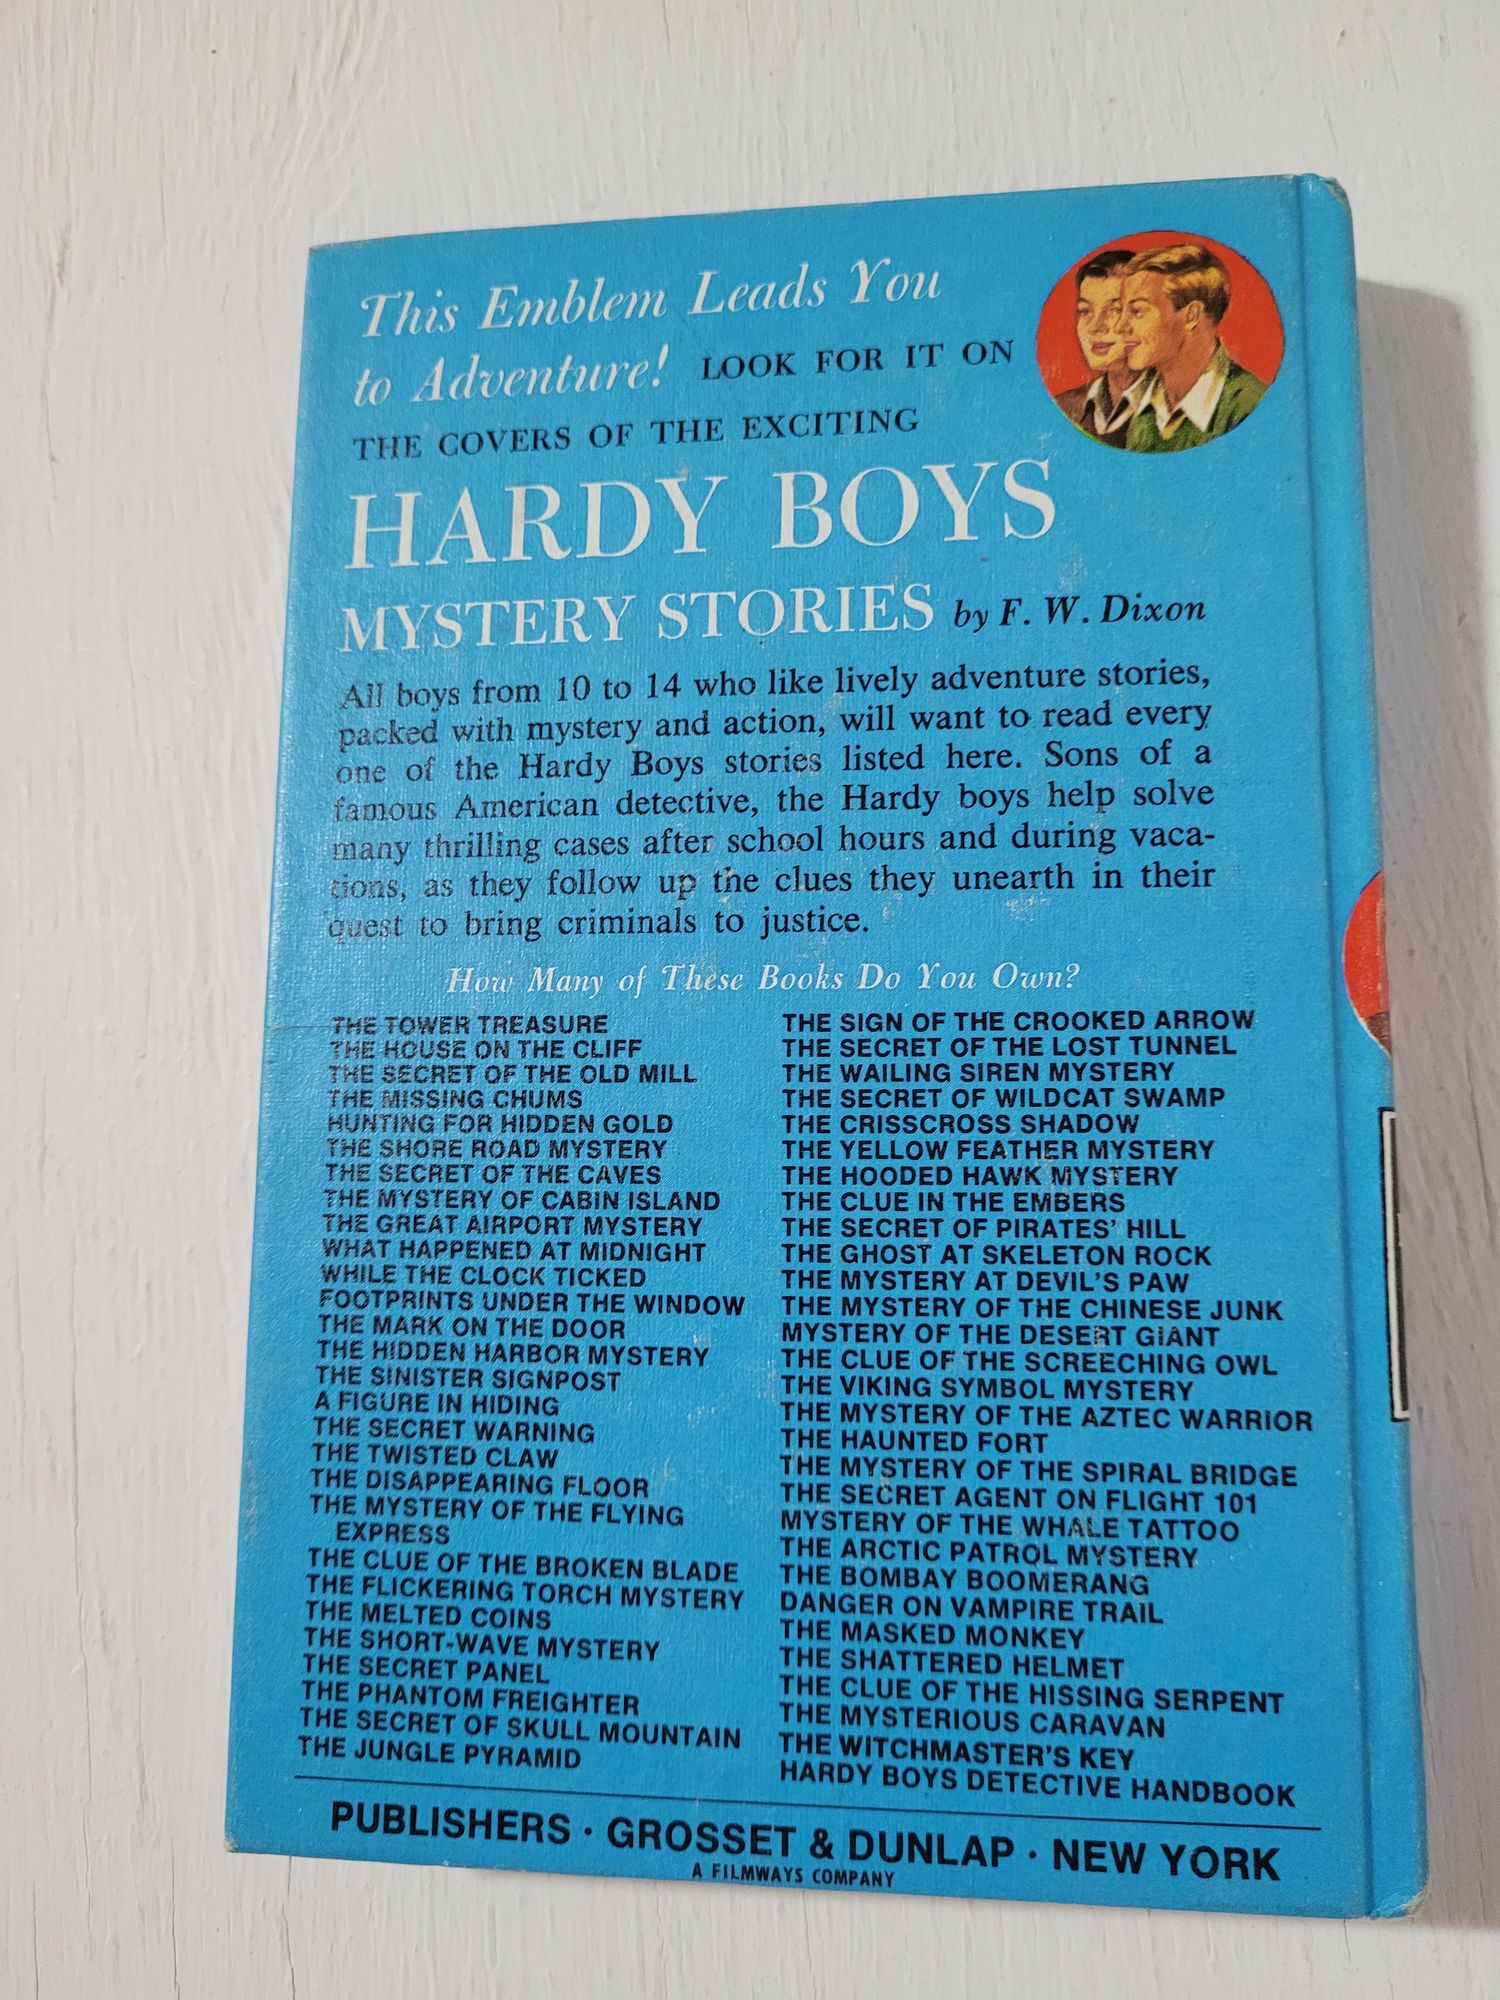 This Emblem Leads You
to Adventure! LOOK FOR IT ON
THE COVERS OF THE EXCITING
HARDY BOYS
MYSTERY STORIES by F. W. Dixon
All boys from 10 to 14 who like lively adventure stories,
packed with mystery and action, will want to read every
one of the Hardy Boys stories listed here. Sons of a
famous American detective, the Hardy boys help solve
many thrilling cases after school hours and during vaca-
tions, as they follow up the clues they unearth in their
quest to bring criminals to justice.
How Many of These Books Do You Own?
THE TOWER TREASURE
THE HOUSE ON THE CLIFF
THE SECRET OF THE OLD MILL
THE MISSING CHUMS
HUNTING FOR HIDDEN GOLD
THE SHORE ROAD MYSTERY
THE SECRET OF THE CAVES
THE MYSTERY OF CABIN ISLAND
THE GREAT AIRPORT MYSTERY
WHAT HAPPENED AT MIDNIGHT
WHILE THE CLOCK TICKED
FOOTPRINTS UNDER THE WINDOW
THE MARK ON THE DOOR
THE HIDDEN HARBOR MYSTERY
THE SINISTER SIGNPOST
A FIGURE IN HIDING
THE SECRET WARNING
THE TWISTED CLAW
THE DISAPPEARING FLOOR
THE MYSTERY OF THE FLYING
EXPRESS
THE CLUE OF THE BROKEN BLADE
THE FLICKERING TORCH MYSTERY
THE MELTED COINS
THE SHORT-WAVE MYSTERY
THE SECRET PANEL
THE PHANTOM FREIGHTER
THE SECRET OF SKULL MOUNTAIN
THE JUNGLE PYRAMID
THE SIGN OF THE CROOKED ARROW
THE SECRET OF THE LOST TUNNEL
THE WAILING SIREN MYSTERY
THE SECRET OF WILDCAT SWAMP
THE CRISSCROSS SHADOW
THE YELLOW FEATHER MYSTERY
THE HOODED HAWK MYSTERY
THE CLUE IN THE EMBERS
THE SECRET OF PIRATES' HILL
THE GHOST AT SKELETON ROCK
THE MYSTERY AT DEVIL'S PAW
THE MYSTERY OF THE CHINESE JUNK
MYSTERY OF THE DESERT GIANT
THE CLUE OF THE SCREECHING OWL
THE VIKING SYMBOL MYSTERY
THE MYSTERY OF THE AZTEC WARRIOR
THE HAUNTED FORT
THE MYSTERY OF THE SPIRAL BRIDGE
THE SECRET AGENT ON FLIGHT 101
MYSTERY OF THE WHALE TATTOO
THE ARCTIC PATROL MYSTERY
THE BOMBAY BOOMERANG
DANGER ON VAMPIRE TRAIL
THE MASKED MONKEY
THE SHATTERED HELMET
THE CLUE OF THE HISSING SERPENT
THE MYSTERIOUS CARAVAN
THE WITCHMASTER'S KEY
HARDY BOYS DETECTIVE HANDBOOK
PUBLISHERS · GROSSET & DUNLAP · NEW YORK
A FILMWAYS COMPANY